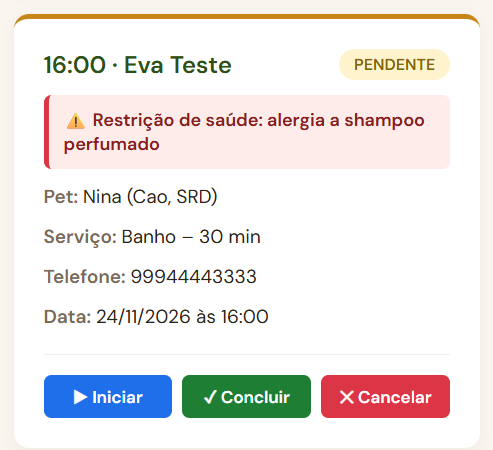 16:00 · Eva Teste
PENDENTE
⚠️ Restrição de saúde: alergia a shampoo
perfumado
Pet: Nina (Cao, SRD)
Serviço: Banho – 30 min
Telefone: 99944443333
Data: 24/11/2026 às 16:00
▶ Iniciar
✓ Concluir
✕ Cancelar